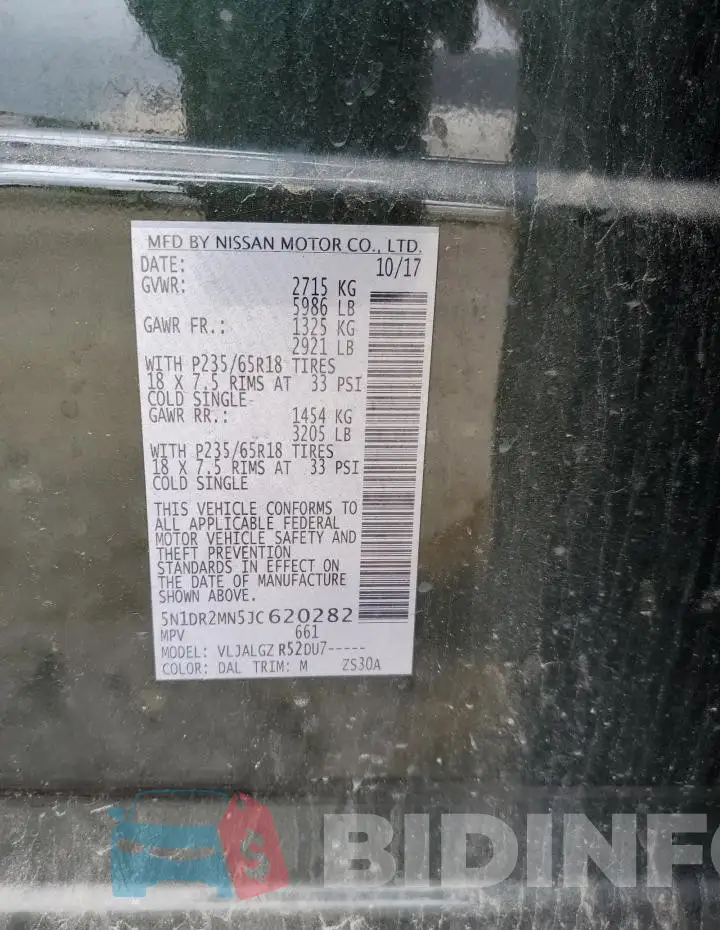 MFD BY NISSAN MOTOR CO., LTD.
DATE: 10/17
GVWR: 2715 KG
5986 LB
GAWR FR.: 1325 KG
2921 LB
WITH P235/65R18 TIRES
18 X 7.5 RIMS AT 33 PSI
COLD SINGLE
GAWR RR.: 1454 KG
3205 LB
WITH P235/65R18 TIRES
18 X 7.5 RIMS AT 33 PSI
COLD SINGLE
THIS VEHICLE CONFORMS TO
ALL APPLICABLE FEDERAL
MOTOR VEHICLE SAFETY AND
THEFT PREVENTION
STANDARDS IN EFFECT ON
THE DATE OF MANUFACTURE
SHOWN ABOVE.
5N1DR2MN5JC620282
MPV 661
MODEL: VLJALGZ R52DU7-----
COLOR: DAL TRIM: M ZS30A
$ BIDINFO